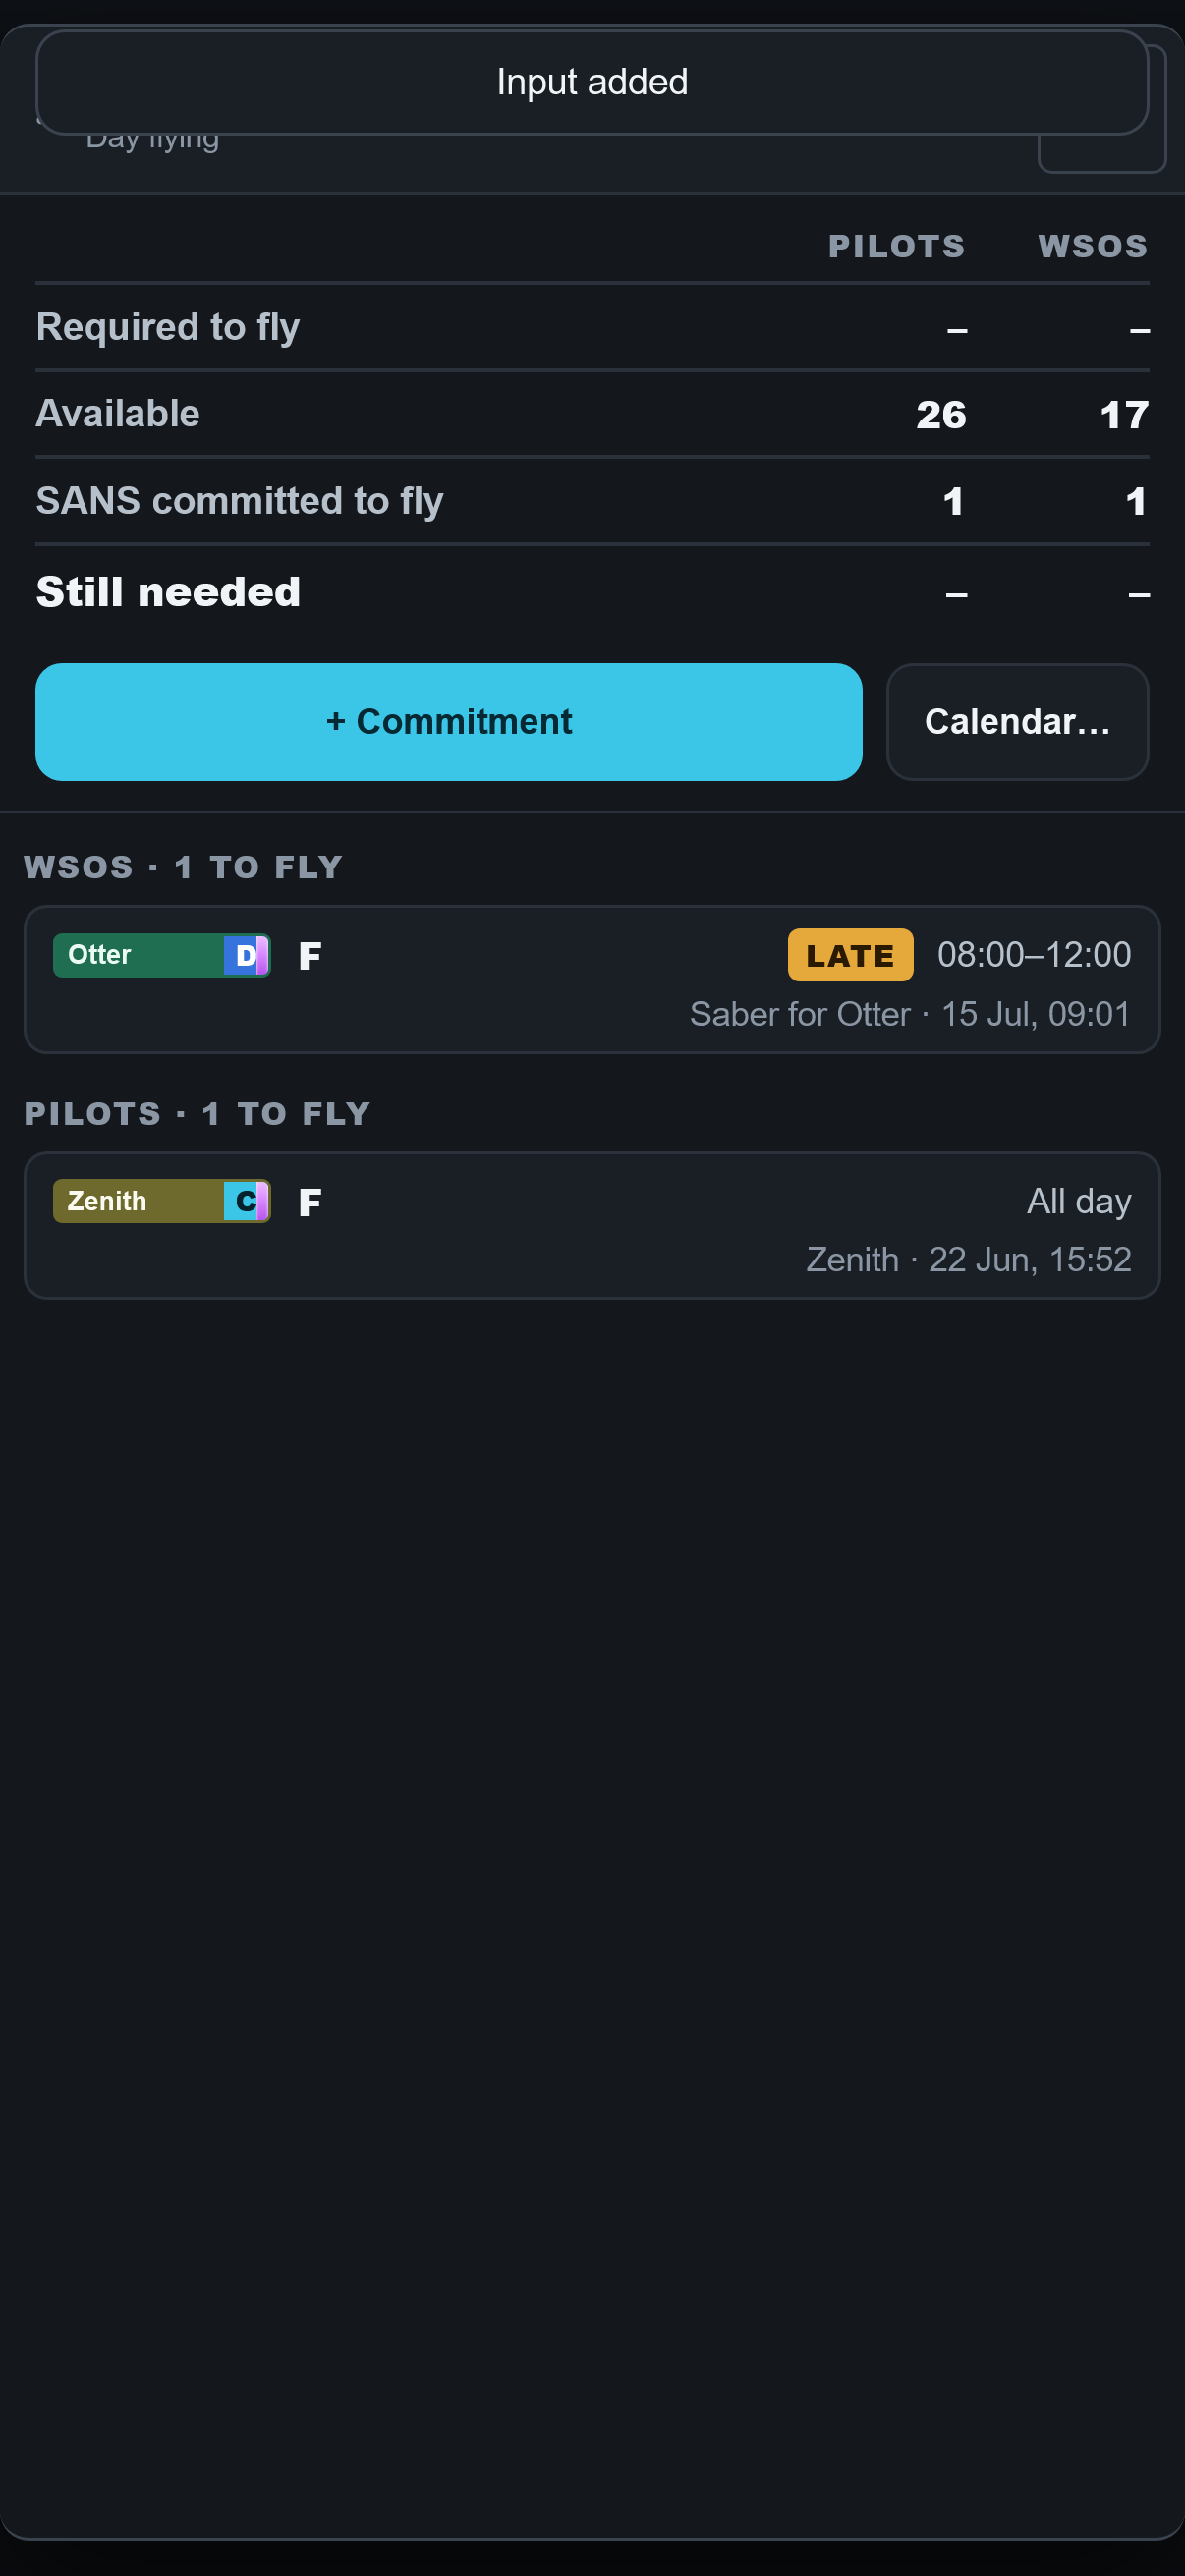 Input added
Day flying
PILOTS WSOS
Required to fly – –
Available 26 17
SANS committed to fly 1 1
Still needed – –
+ Commitment Calendar…
WSOS · 1 TO FLY
Otter D F LATE 08:00–12:00
Saber for Otter · 15 Jul, 09:01
PILOTS · 1 TO FLY
Zenith C F All day
Zenith · 22 Jun, 15:52